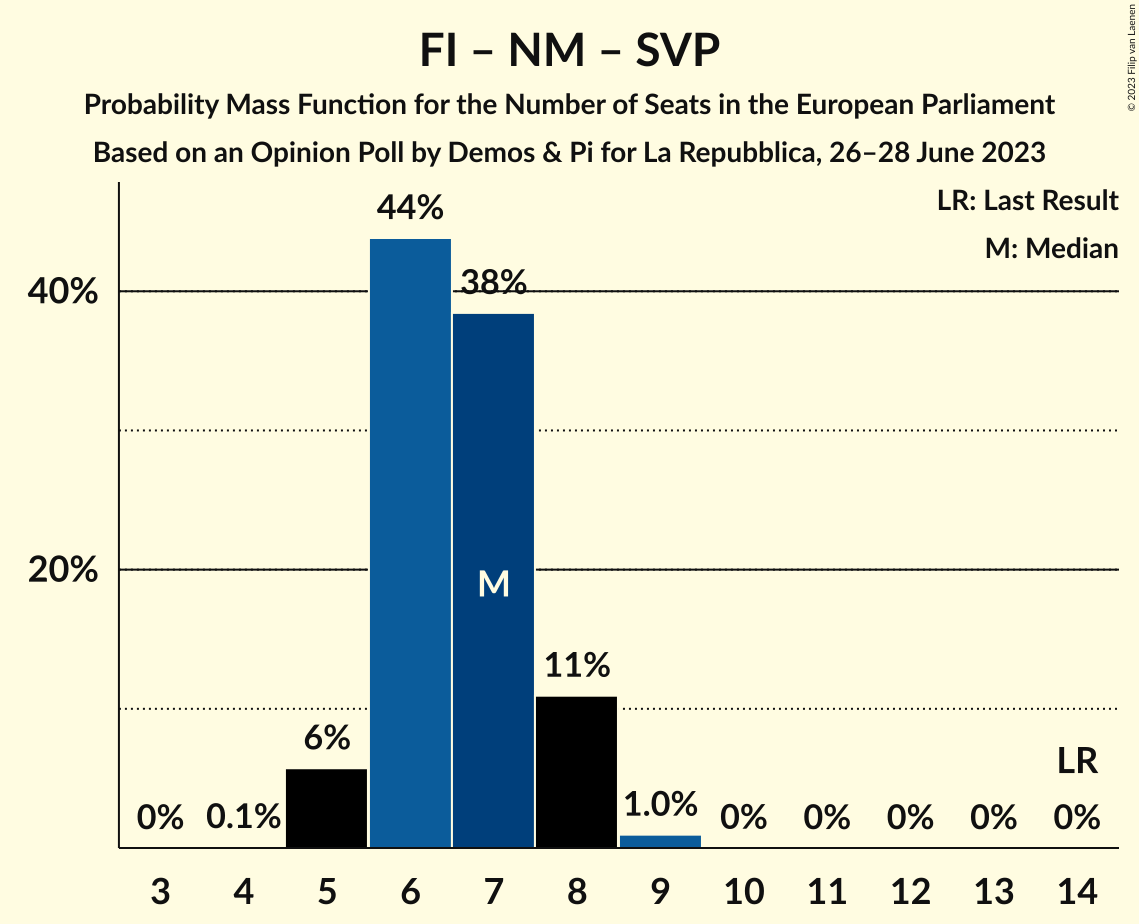 FI – NM – SVP
Probability Mass Function for the Number of Seats in the European Parliament
Based on an Opinion Poll by Demos & Pi for La Repubblica, 26–28 June 2023
© 2023 Filip van Laenen
LR: Last Result
M: Median
44%
38%
40%
20%
M
11%
6%
LR
0% 0.1% 1.0% 0% 0% 0% 0% 0%
3 4 5 6 7 8 9 10 11 12 13 14